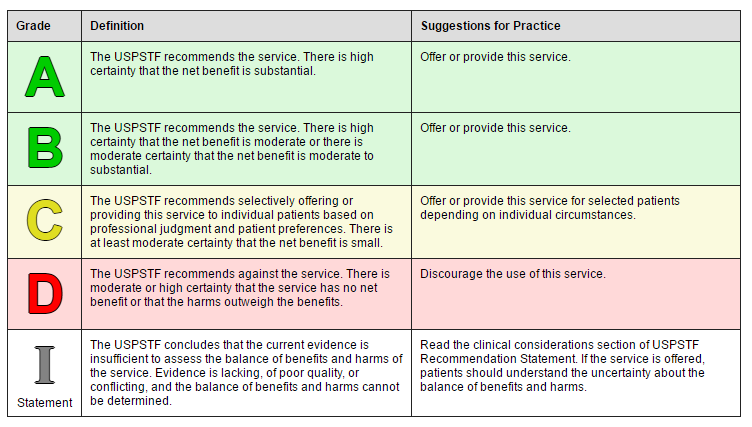 Grade Definition Suggestions for Practice
A
The USPSTF recommends the service. There is high
certainty that the net benefit is substantial.
Offer or provide this service.
B
The USPSTF recommends the service. There is high
certainty that the net benefit is moderate or there is
moderate certainty that the net benefit is moderate to
substantial.
Offer or provide this service.
C
The USPSTF recommends selectively offering or
providing this service to individual patients based on
professional judgment and patient preferences. There is
at least moderate certainty that the net benefit is small.
Offer or provide this service for selected patients
depending on individual circumstances.
D
The USPSTF recommends against the service. There is
moderate or high certainty that the service has no net
benefit or that the harms outweigh the benefits.
Discourage the use of this service.
I
Statement
The USPSTF concludes that the current evidence is
insufficient to assess the balance of benefits and harms of
the service. Evidence is lacking, of poor quality, or
conflicting, and the balance of benefits and harms cannot
be determined.
Read the clinical considerations section of USPSTF
Recommendation Statement. If the service is offered,
patients should understand the uncertainty about the
balance of benefits and harms.